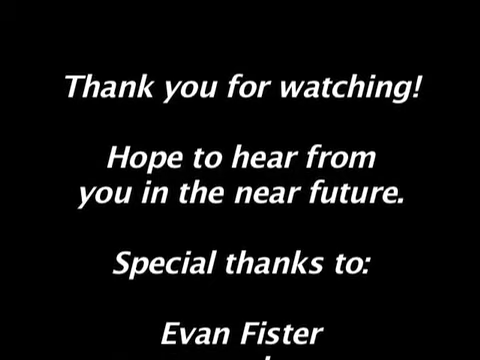 Thank you for watching!
Hope to hear from
you in the near future.
Special thanks to:
Evan Fister